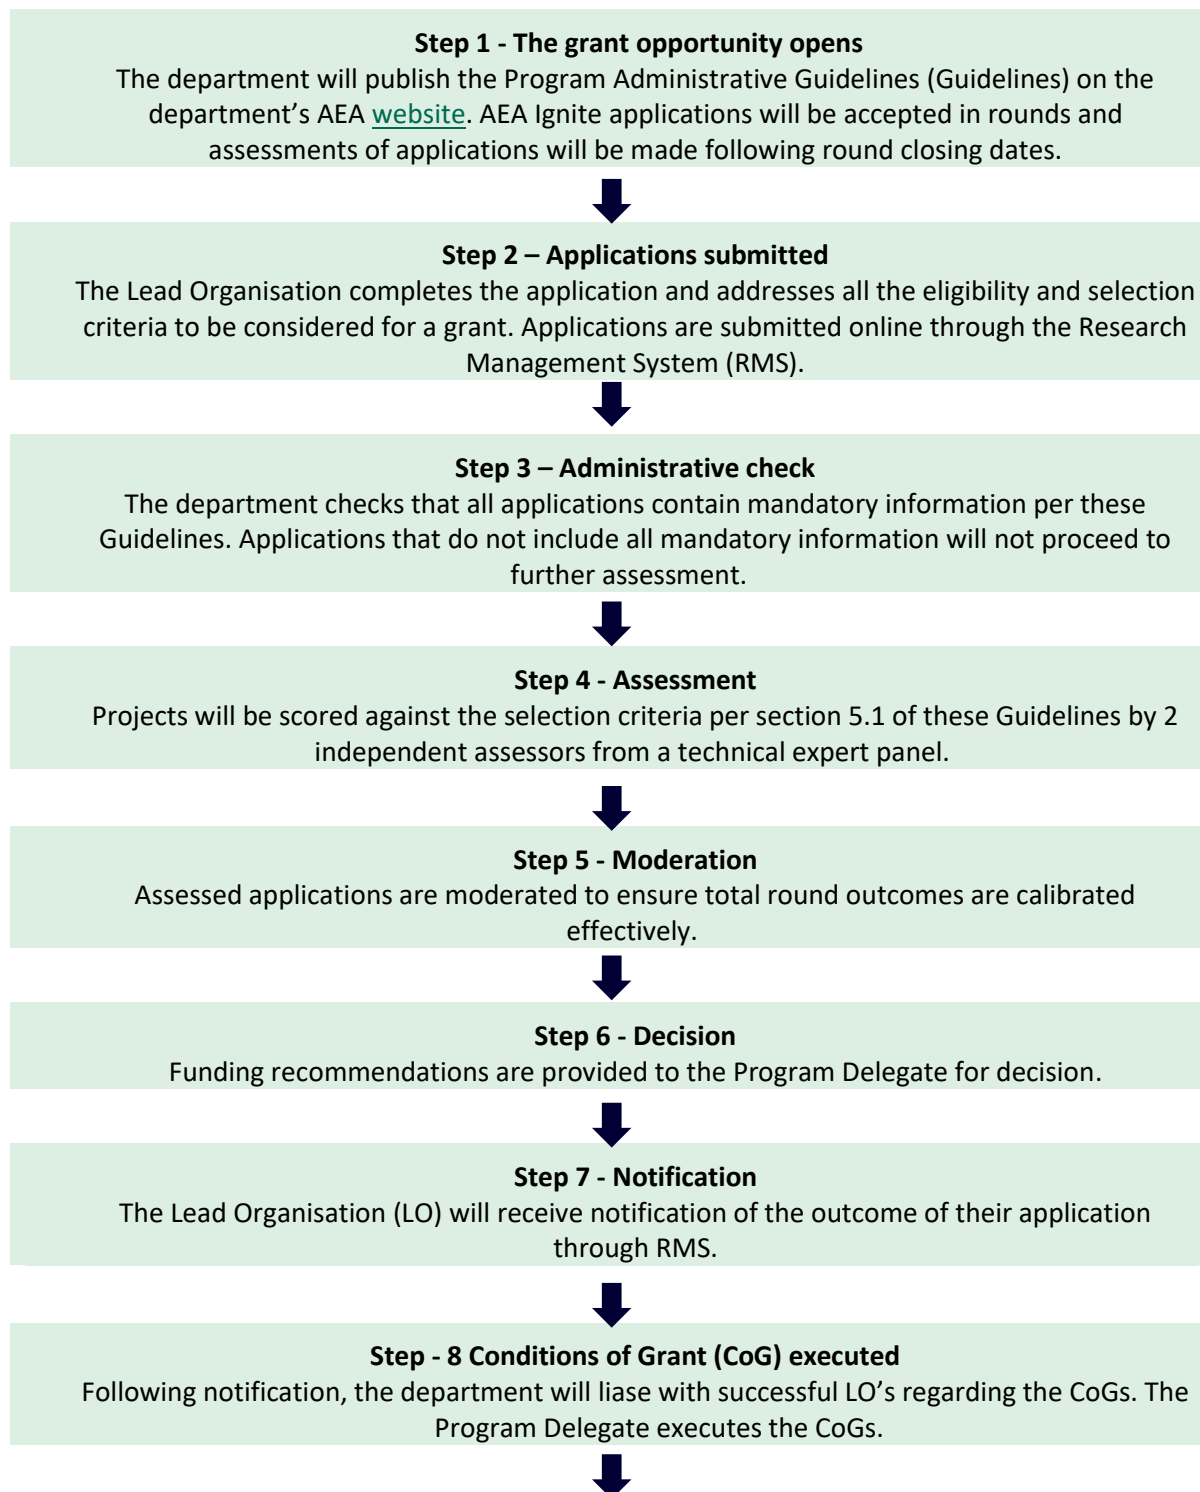 Step 1 - The grant opportunity opens
The department will publish the Program Administrative Guidelines (Guidelines) on the
department’s AEA website. AEA Ignite applications will be accepted in rounds and
assessments of applications will be made following round closing dates.
Step 2 – Applications submitted
The Lead Organisation completes the application and addresses all the eligibility and selection
criteria to be considered for a grant. Applications are submitted online through the Research
Management System (RMS).
Step 3 – Administrative check
The department checks that all applications contain mandatory information per these
Guidelines. Applications that do not include all mandatory information will not proceed to
further assessment.
Step 4 - Assessment
Projects will be scored against the selection criteria per section 5.1 of these Guidelines by 2
independent assessors from a technical expert panel.
Step 5 - Moderation
Assessed applications are moderated to ensure total round outcomes are calibrated
effectively.
Step 6 - Decision
Funding recommendations are provided to the Program Delegate for decision.
Step 7 - Notification
The Lead Organisation (LO) will receive notification of the outcome of their application
through RMS.
Step - 8 Conditions of Grant (CoG) executed
Following notification, the department will liase with successful LO’s regarding the CoGs. The
Program Delegate executes the CoGs.